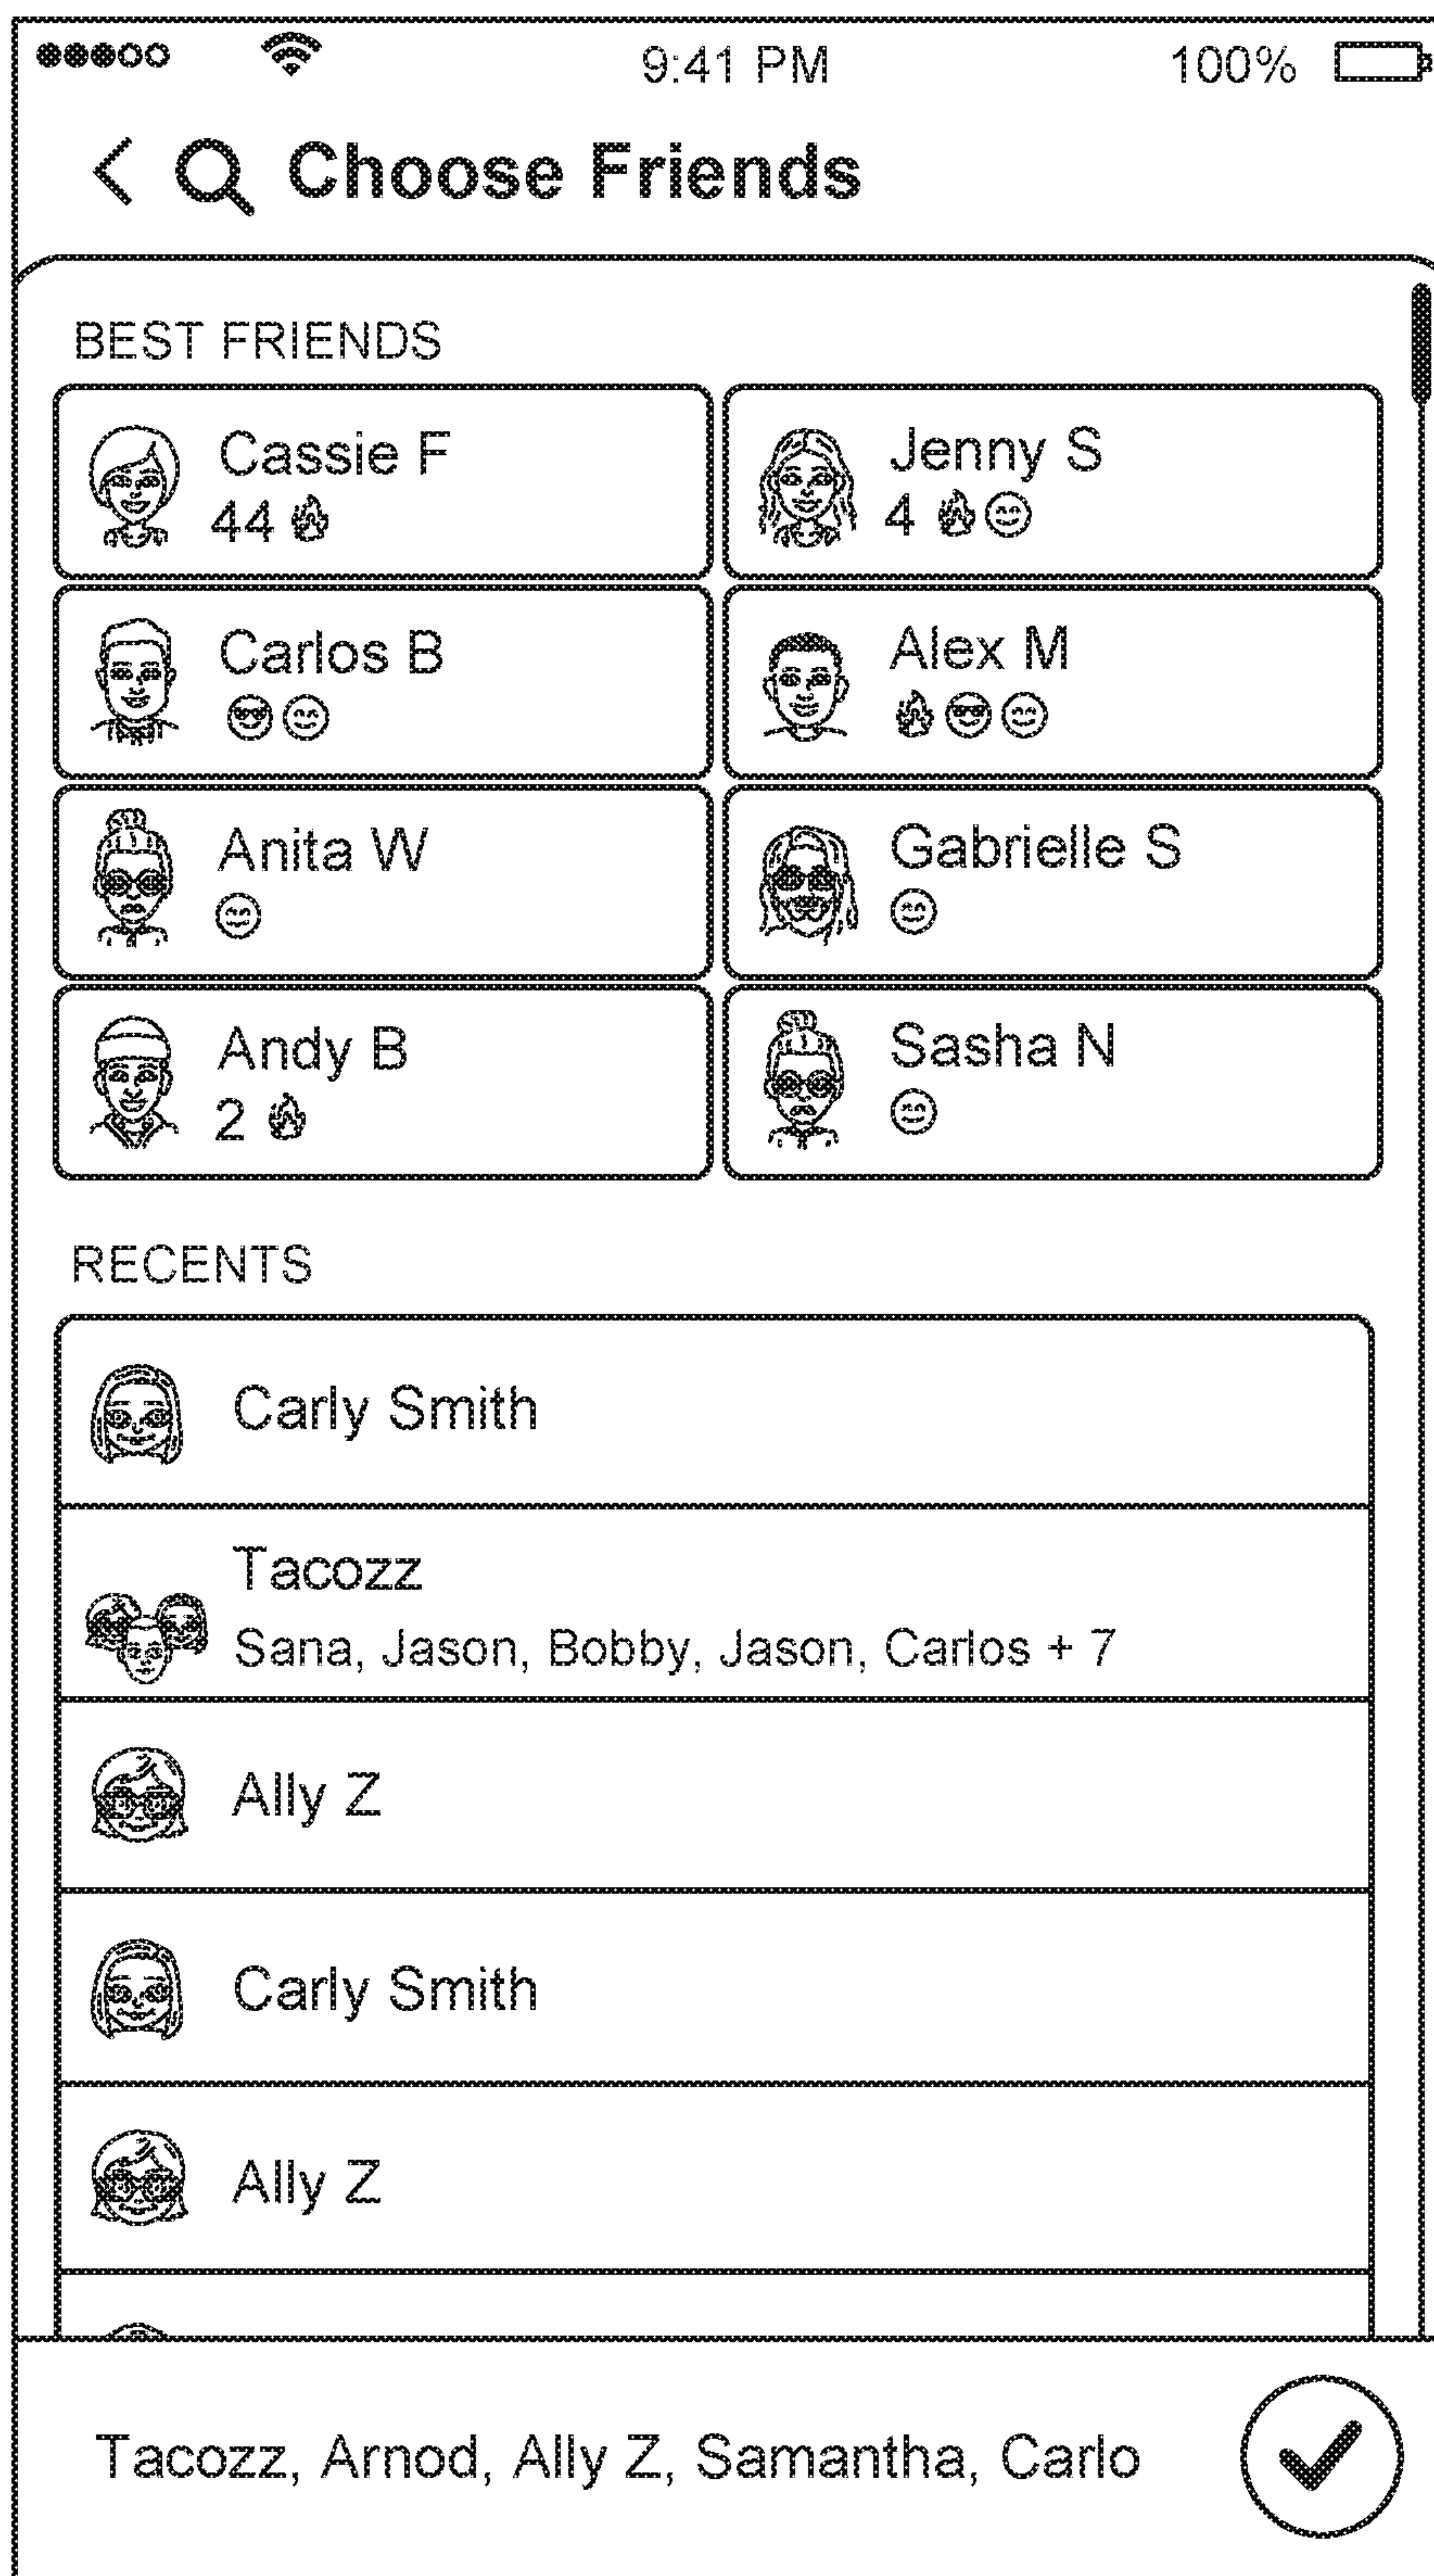 9:41 PM 100%
Choose Friends
BEST FRIENDS
Cassie F
44
Jenny S
4
Carlos B
Alex M
Anita W
Gabrielle S
Andy B
2
Sasha N
RECENTS
Carly Smith
Tacozz
Sana, Jason, Bobby, Jason, Carlos + 7
Ally Z
Carly Smith
Ally Z
Tacozz, Arnod, Ally Z, Samantha, Carlo